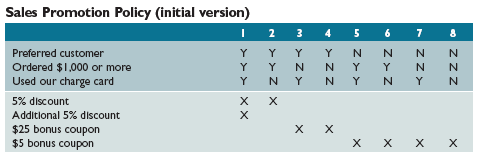 Sales Promotion Policy (initial version)
1 2 3 4 5 6 7 8
Preferred customer Y Y Y Y N N N N
Ordered $1,000 or more Y Y N N Y Y N N
Used our charge card Y N Y N Y N Y N
5% discount X X
Additional 5% discount X
$25 bonus coupon X X
$5 bonus coupon X X X X